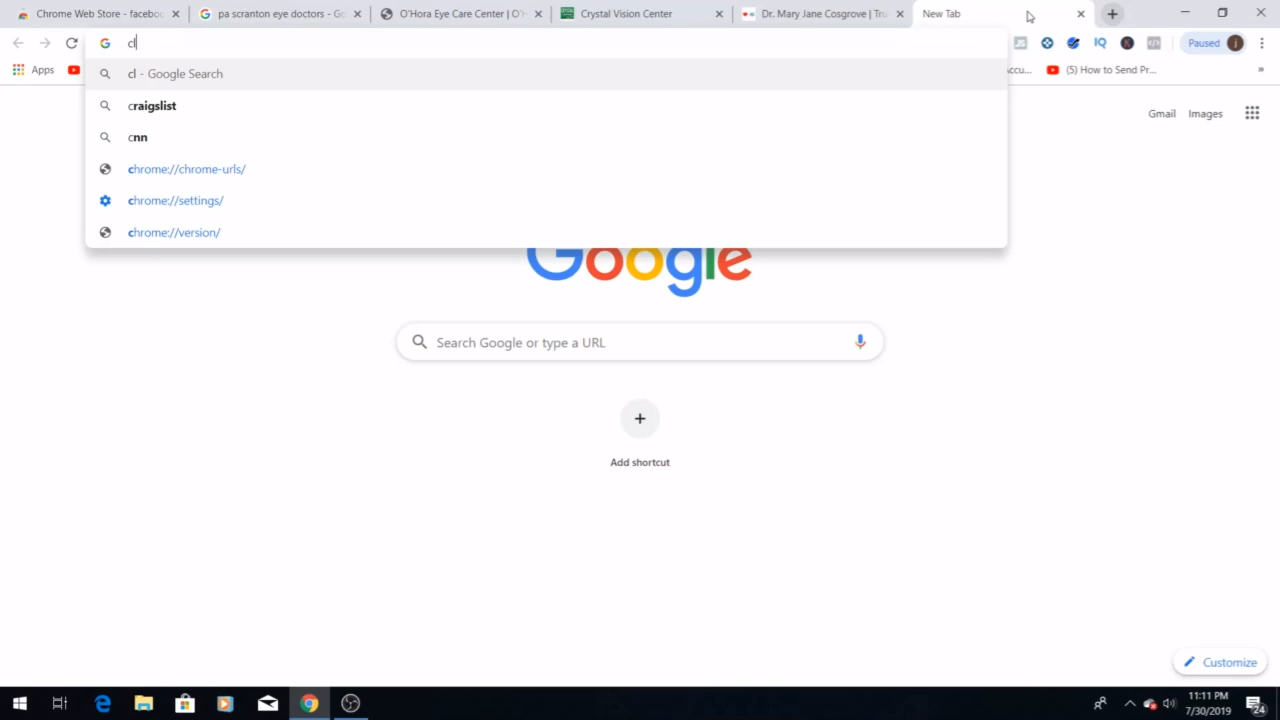 Chrome Web Store - faceboo
pa scranton eye doctors - Go
O'Hora Eye Care Center | O'H
Crystal Vision Center
Dr. Mary Jane Cosgrove | Tru
New Tab
cl
JS
IQ
K
Paused
j
Apps
Accu...
(5) How to Send Pr...
»
cl - Google Search
craigslist
cnn
chrome://chrome-urls/
chrome://settings/
chrome://version/
Gmail
Images
Google
Search Google or type a URL
Add shortcut
Customize
11:11 PM
7/30/2019
24